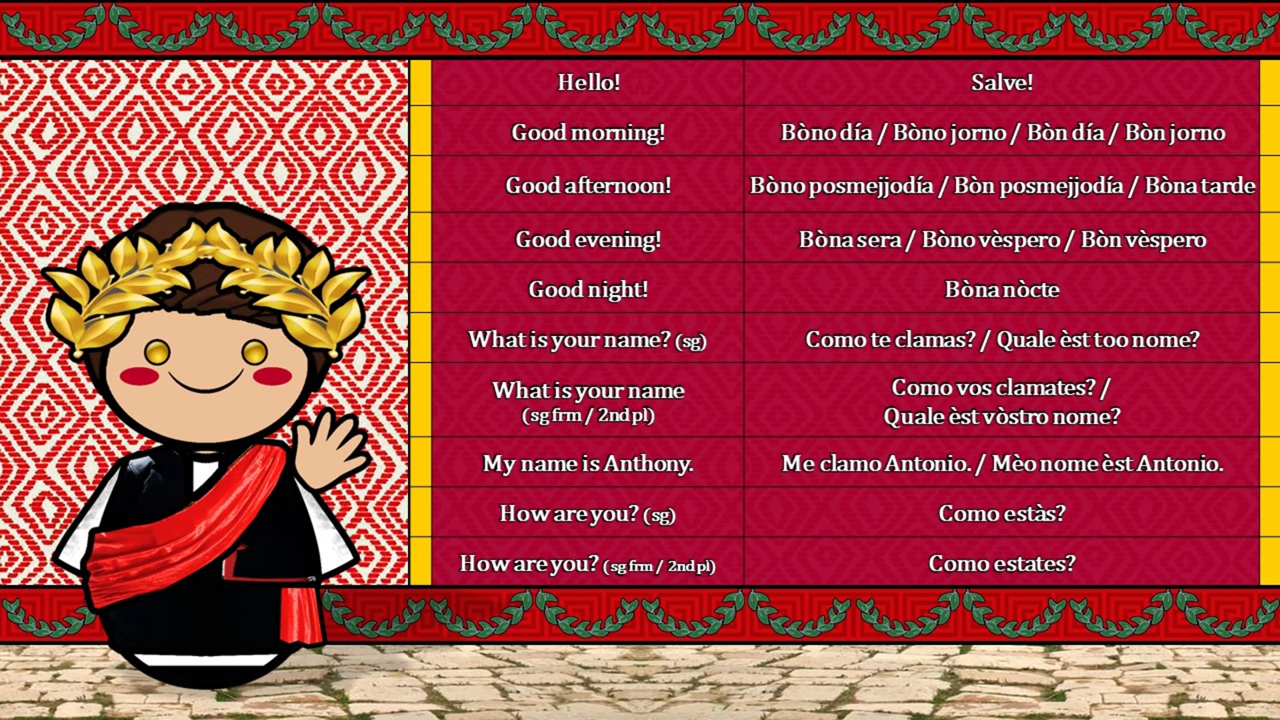 Hello! Salve!
Good morning! Bòno día / Bòno jorno / Bòn día / Bòn jorno
Good afternoon! Bòno posmejjodía / Bòn posmejjodía / Bòna tarde
Good evening! Bòna sera / Bòno vèspero / Bòn vèspero
Good night! Bòna nòcte
What is your name? (sg) Como te clamas? / Quale èst too nome?
What is your name
(sg frm / 2nd pl)
Como vos clamates? /
Quale èst vòstro nome?
My name is Anthony. Me clamo Antonio. / Mèo nome èst Antonio.
How are you? (sg) Como estàs?
How are you? (sg frm / 2nd pl) Como estates?